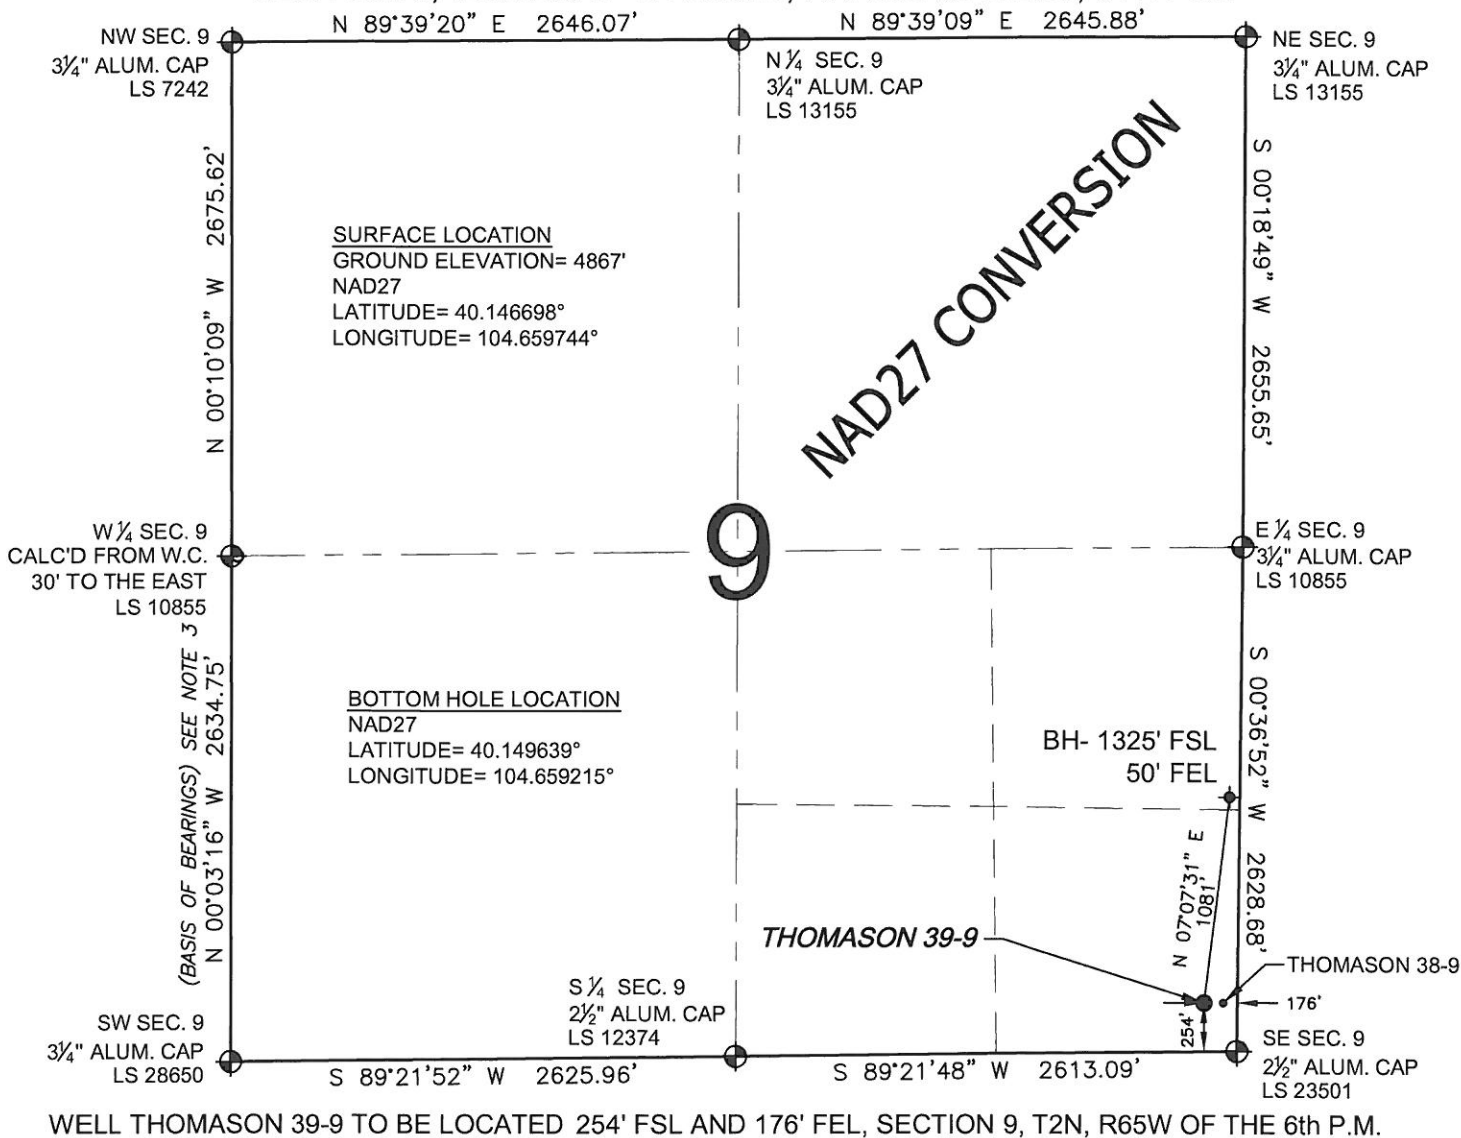 N 89°39'20" E 2646.07'
N 89°39'09" E 2645.88'
NW SEC. 9
3¼" ALUM. CAP
LS 7242
N ¼ SEC. 9
3¼" ALUM. CAP
LS 13155
NE SEC. 9
3¼" ALUM. CAP
LS 13155
N 00°10'09" W 2675.62'
SURFACE LOCATION
GROUND ELEVATION= 4867'
NAD27
LATITUDE= 40.146698°
LONGITUDE= 104.659744°
NAD27 CONVERSION
S 00°18'49" W 2655.65'
W ¼ SEC. 9
CALC'D FROM W.C.
30' TO THE EAST
LS 10855
9
E ¼ SEC. 9
3¼" ALUM. CAP
LS 10855
(BASIS OF BEARINGS) SEE NOTE 3
N 00°03'16" W 2634.75'
BOTTOM HOLE LOCATION
NAD27
LATITUDE= 40.149639°
LONGITUDE= 104.659215°
BH- 1325' FSL
50' FEL
S 00°36'52" W 2628.68'
N 07°07'31" E
1081'
THOMASON 39-9
THOMASON 38-9
176'
254'
SW SEC. 9
3¼" ALUM. CAP
LS 28650
S ¼ SEC. 9
2½" ALUM. CAP
LS 12374
SE SEC. 9
2½" ALUM. CAP
LS 23501
S 89°21'52" W 2625.96'
S 89°21'48" W 2613.09'
WELL THOMASON 39-9 TO BE LOCATED 254' FSL AND 176' FEL, SECTION 9, T2N, R65W OF THE 6th P.M.